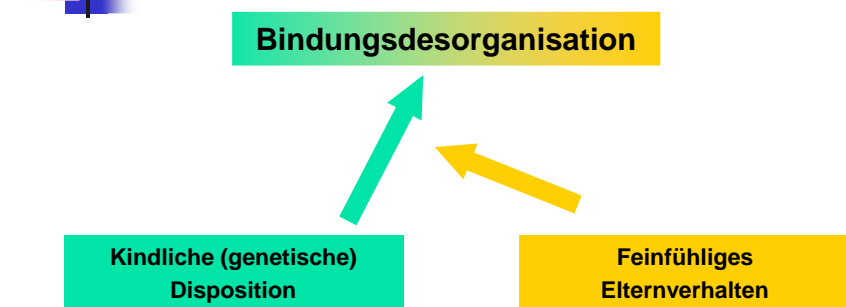 Bindungsdesorganisation
Kindliche (genetische)
Disposition
Feinfühliges
Elternverhalten